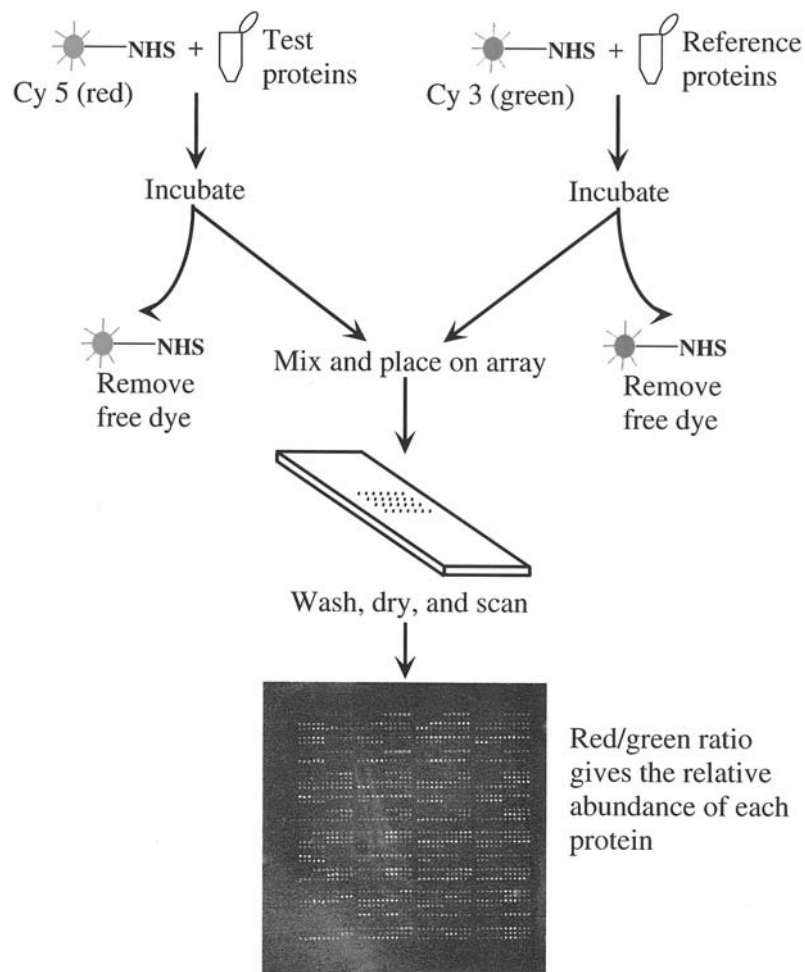 NHS + Test proteins
Cy 5 (red)
NHS + Reference proteins
Cy 3 (green)
Incubate
Incubate
NHS
Remove
free dye
Mix and place on array
NHS
Remove
free dye
Wash, dry, and scan
Red/green ratio
gives the relative
abundance of each
protein